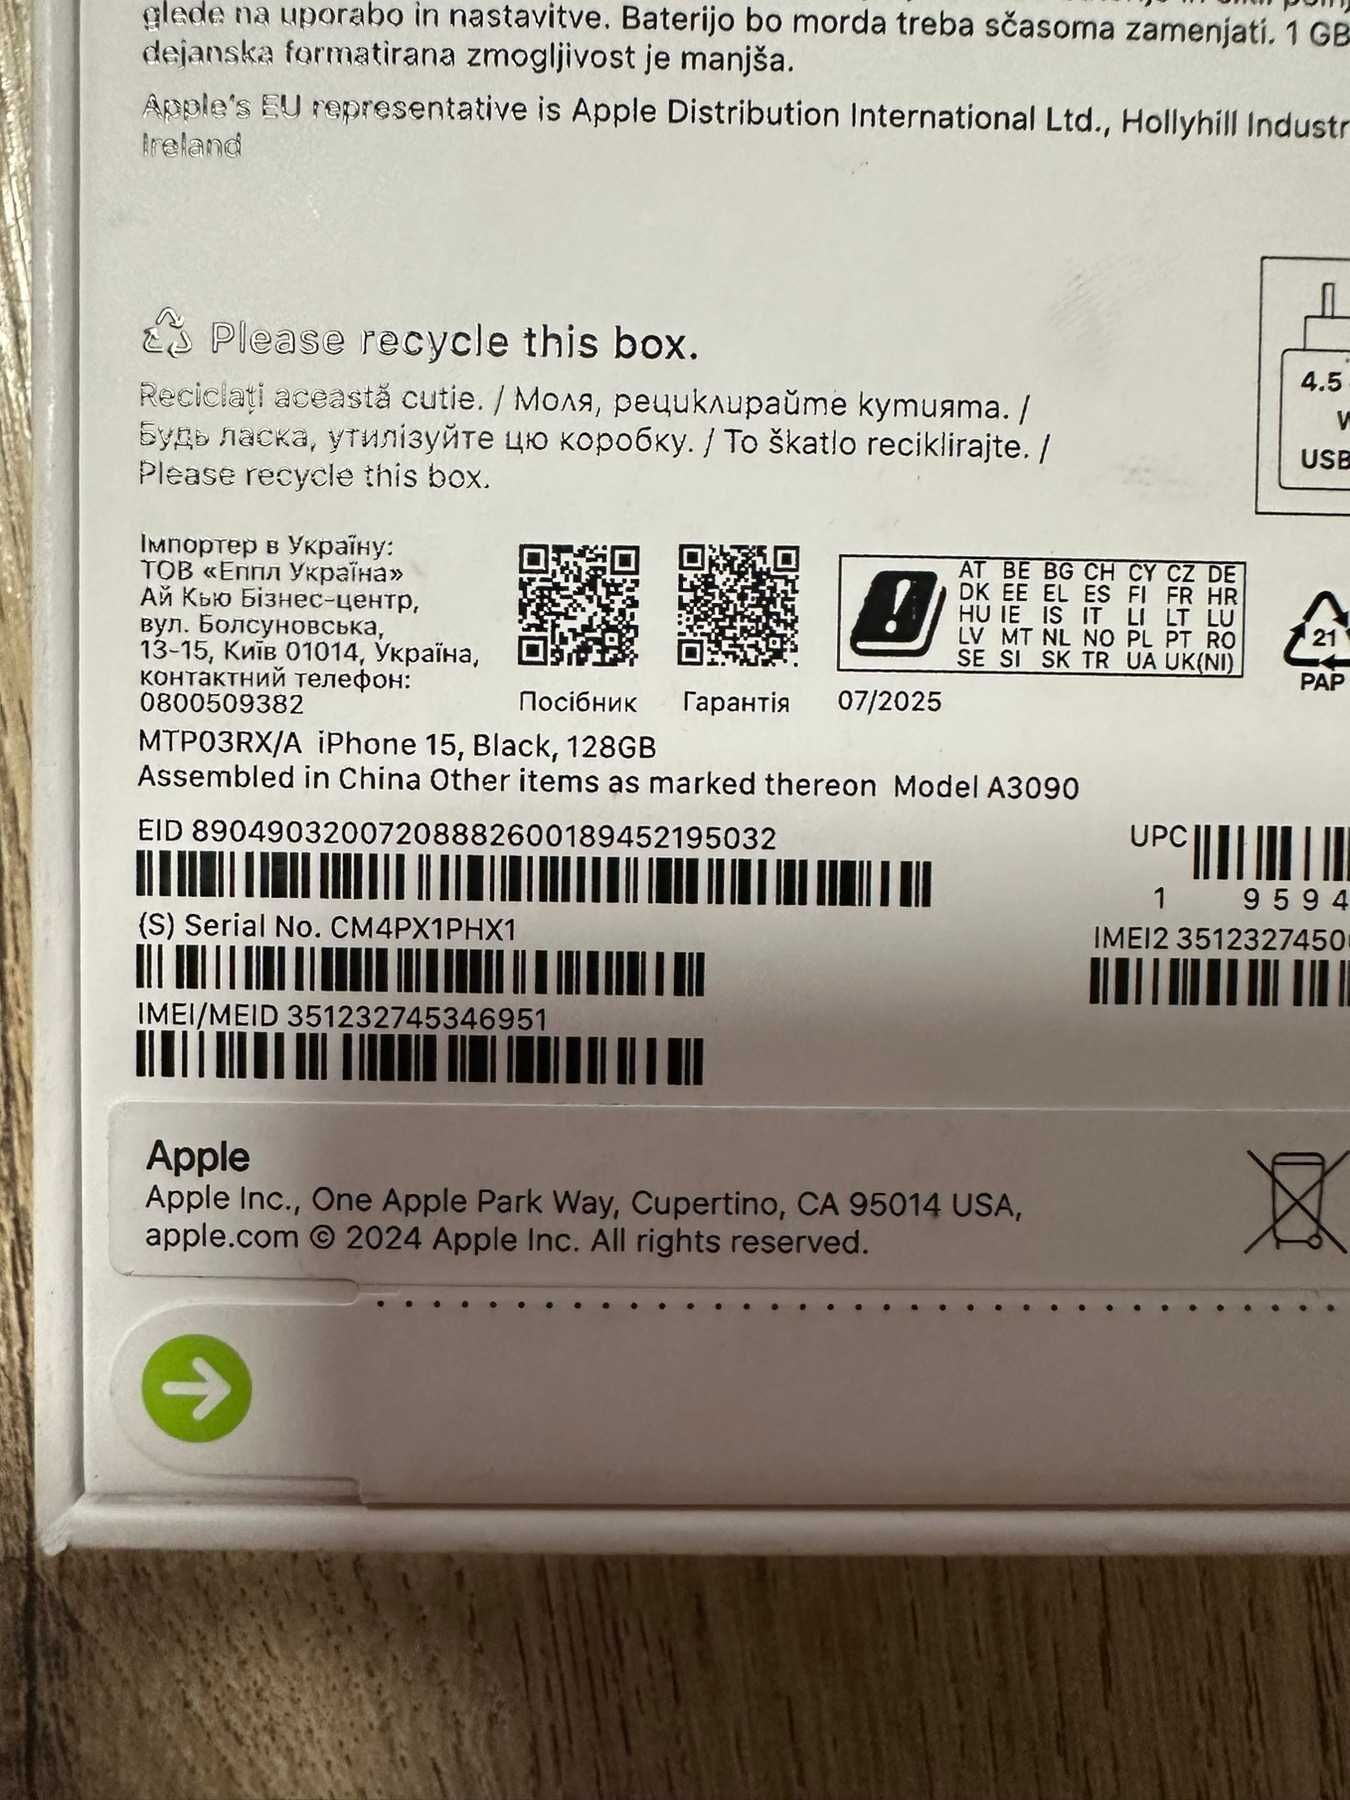 glede na uporabo in nastavitve. Baterijo bo morda treba sčasoma zamenjati. 1 GB
dejanska formatirana zmogljivost je manjša.
Apple's EU representative is Apple Distribution International Ltd., Hollyhill Industr
Ireland
Please recycle this box.
Reciclați această cutie. / Моля, рециклирайте кутията. /
Будь ласка, утилізуйте цю коробку. / To škatlo reciklirajte. /
Please recycle this box.
4.5
W
USB
Імпортер в Україну:
ТОВ «Еппл Україна»
Ай Кью Бізнес-центр,
вул. Болсуновська,
13-15, Київ 01014, Україна,
контактний телефон:
0800509382
Посібник
Гарантія
AT BE BG CH CY CZ DE
DK EE EL ES FI FR HR
HU IE IS IT LI LT LU
LV MT NL NO PL PT RO
SE SI SK TR UA UK(NI)
07/2025
21
PAP
MTP03RX/A iPhone 15, Black, 128GB
Assembled in China Other items as marked thereon Model A3090
EID 89049032007208882600189452195032
UPC
1 9594
(S) Serial No. CM4PX1PHX1
IMEI2 3512327450
IMEI/MEID 351232745346951
Apple
Apple Inc., One Apple Park Way, Cupertino, CA 95014 USA,
apple.com © 2024 Apple Inc. All rights reserved.